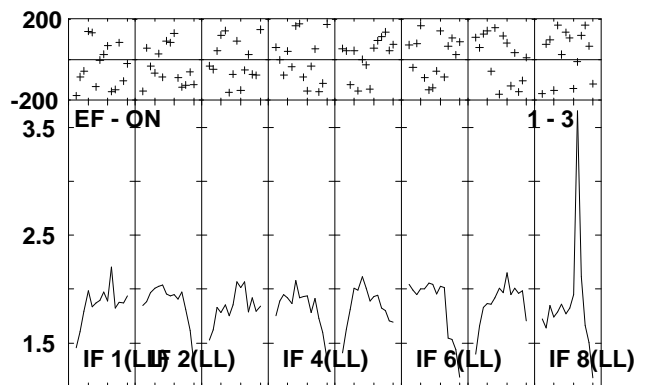 200
-200
EF - ON 1 - 3
3.5
2.5
1.5
IF 1(LL) IF 2(LL) IF 4(LL) IF 6(LL) IF 8(LL)